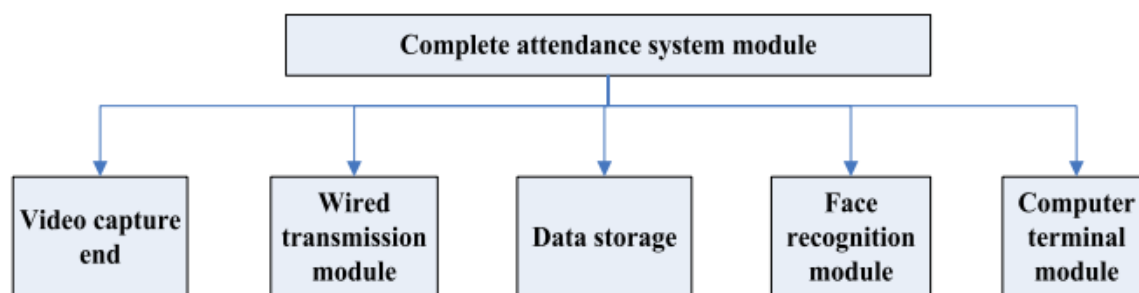 Complete attendance system module
Video capture
end
Wired
transmission
module
Data storage
Face
recognition
module
Computer
terminal
module